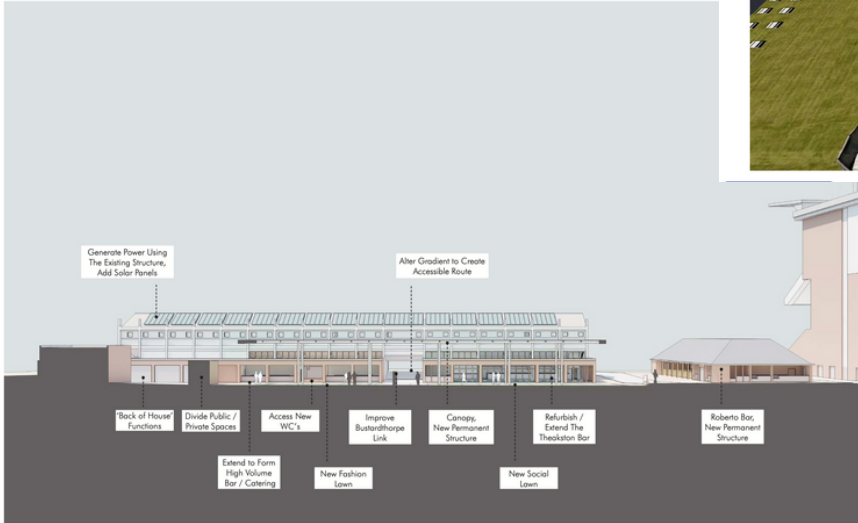 Generate Power Using
The Existing Structure,
Add Solar Panels
Alter Gradient to Create
Accessible Route
'Back of House'
Functions
Divide Public /
Private Spaces
Access New
WC's
Improve
Bustardthorpe
Link
Canopy,
New Permanent
Structure
Refurbish /
Extend The
Theakston Bar
Roberto Bar,
New Permanent
Structure
Extend to Form
High Volume
Bar / Catering
New Fashion
Lawn
New Social
Lawn